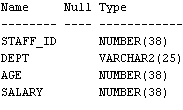 Name     Null Type
-------- ---- ------------
STAFF_ID      NUMBER(38)
DEPT          VARCHAR2(25)
AGE           NUMBER(38)
SALARY        NUMBER(38)